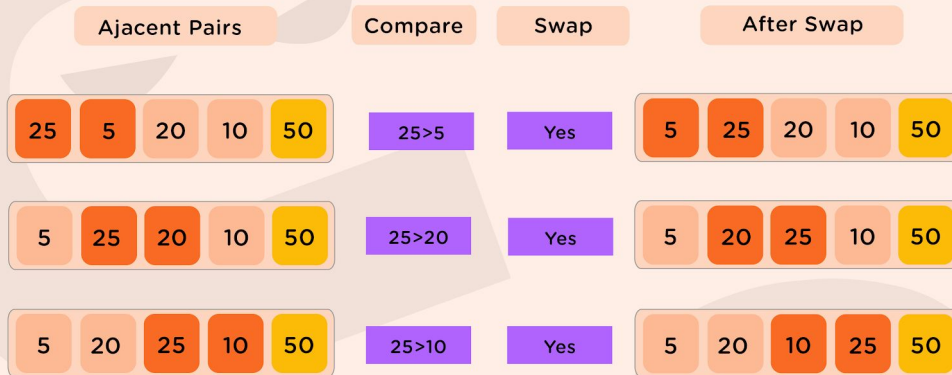 Ajacent Pairs Compare Swap After Swap
25 5 20 10 50 25>5 Yes 5 25 20 10 50
5 25 20 10 50 25>20 Yes 5 20 25 10 50
5 20 25 10 50 25>10 Yes 5 20 10 25 50